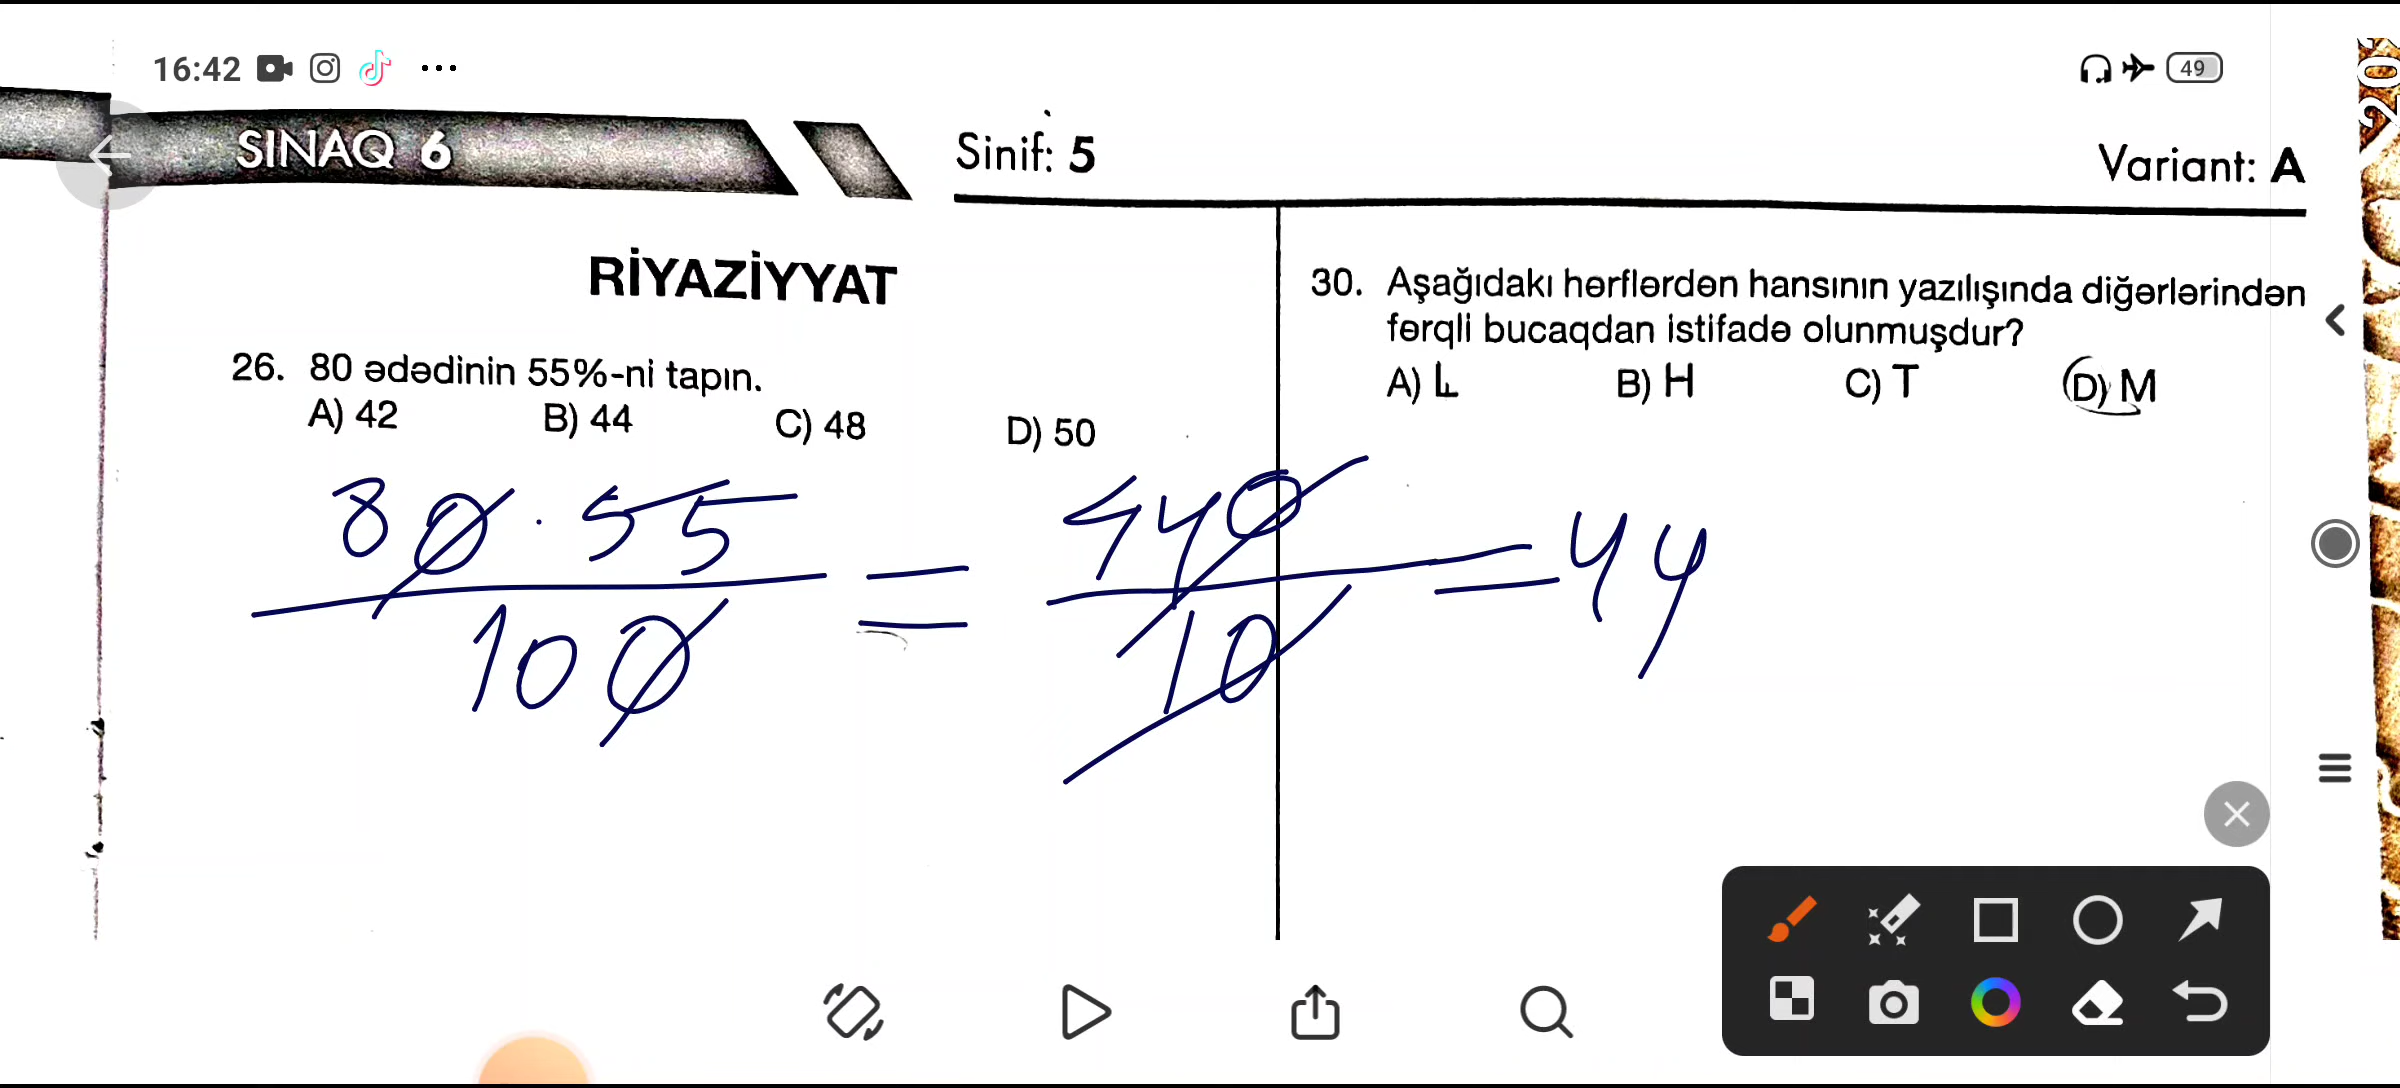 16:42 ...
49
SINAQ 6
Sinif: 5
Variant: A
RİYAZİYYAT
26. 80 ədədinin 55%-ni tapın.
A) 42 B) 44 C) 48 D) 50
80 · 55 / 100 = 440 / 10 = 44
30. Aşağıdakı hərflərdən hansının yazılışında diğərlərindən
fərqli bucaqdan istifadə olunmuşdur?
A) L B) H C) T D) M